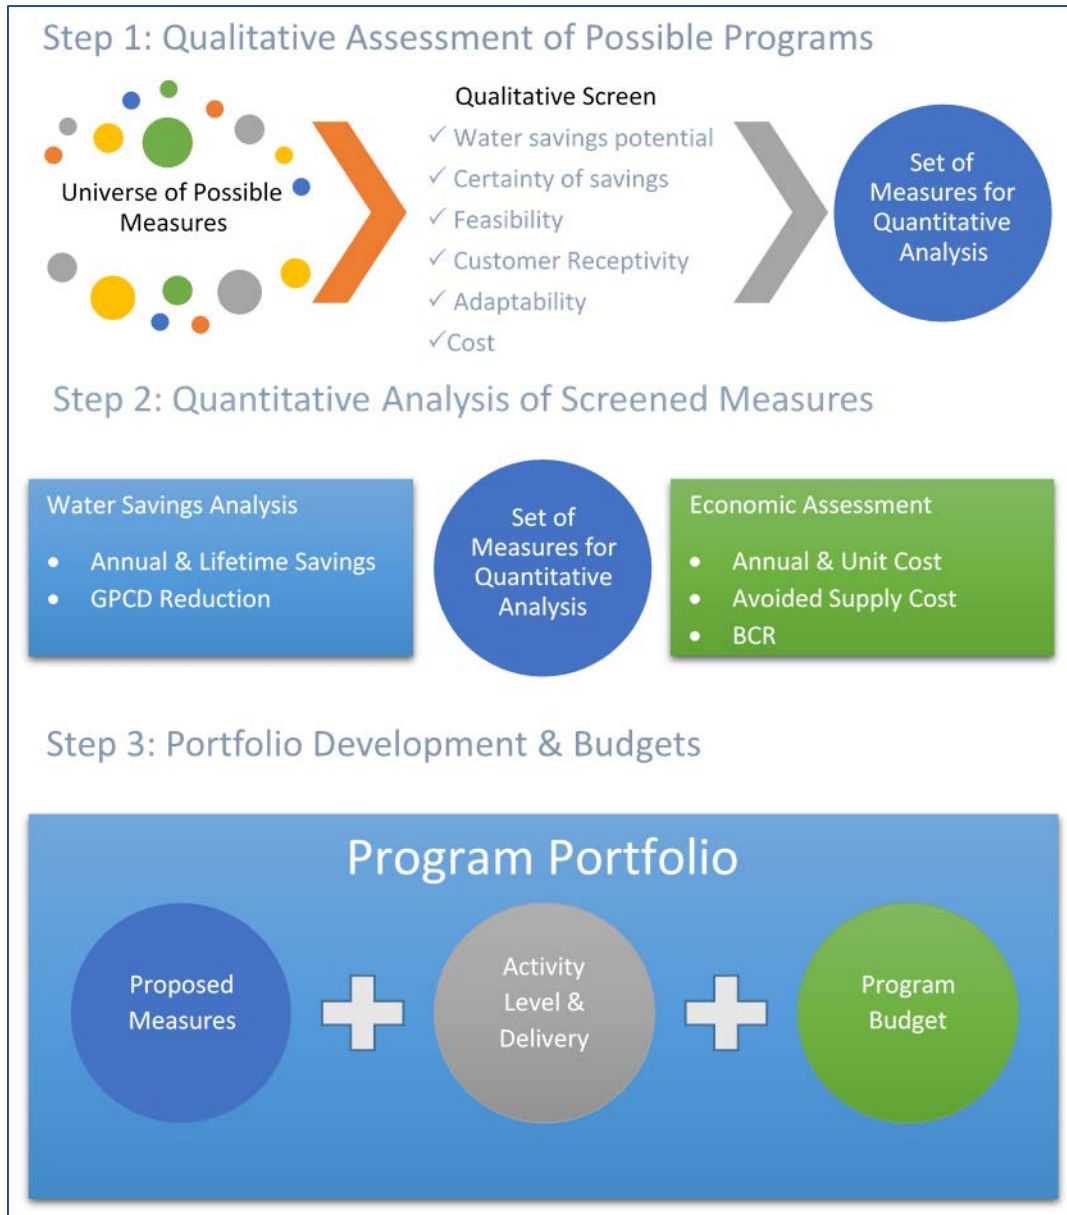 Step 1: Qualitative Assessment of Possible Programs
Universe of Possible
Measures
Qualitative Screen
✓ Water savings potential
✓ Certainty of savings
✓ Feasibility
✓ Customer Receptivity
✓ Adaptability
✓Cost
Set of
Measures for
Quantitative
Analysis
Step 2: Quantitative Analysis of Screened Measures
Water Savings Analysis
• Annual & Lifetime Savings
• GPCD Reduction
Set of
Measures for
Quantitative
Analysis
Economic Assessment
• Annual & Unit Cost
• Avoided Supply Cost
• BCR
Step 3: Portfolio Development & Budgets
Program Portfolio
Proposed
Measures
Activity
Level &
Delivery
Program
Budget